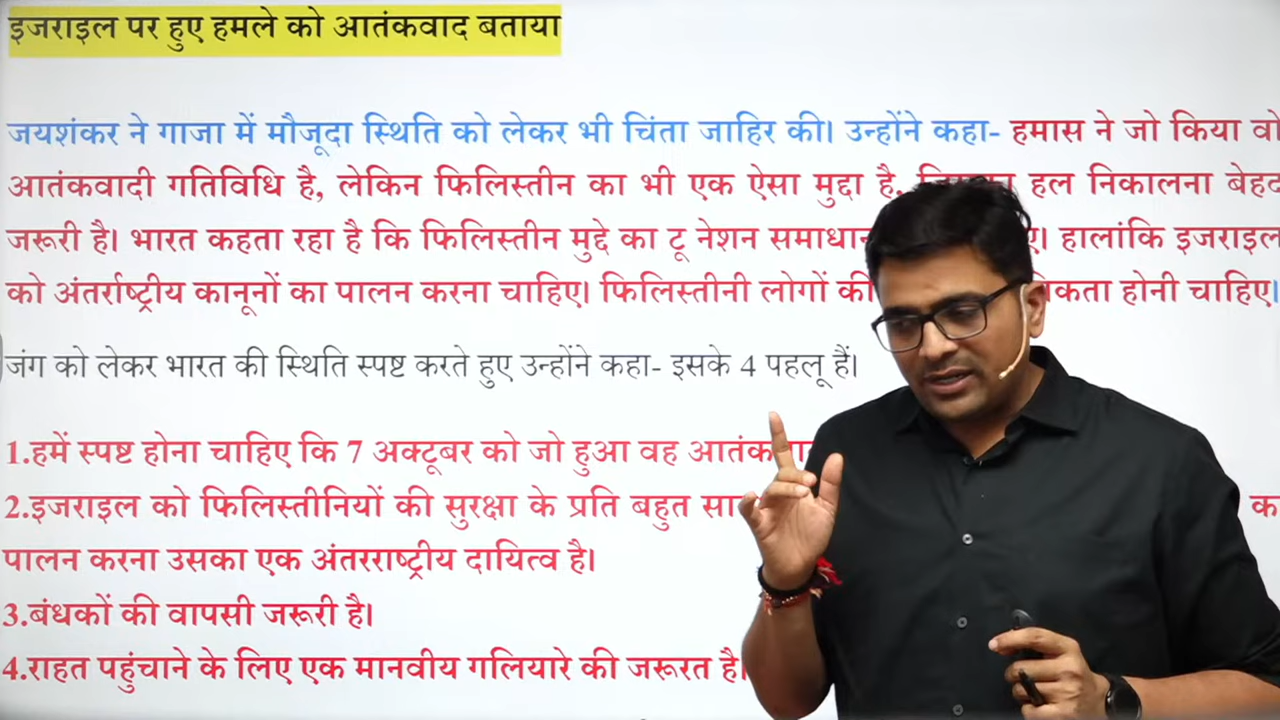 इजराइल पर हुए हमले को आतंकवाद बताया
जयशंकर ने गाजा में मौजूदा स्थिति को लेकर भी चिंता जाहिर की। उन्होंने कहा- हमास ने जो किया वो
आतंकवादी गतिविधि है, लेकिन फिलिस्तीन का भी एक ऐसा मुद्दा है, हल निकालना बेहद
जरूरी है। भारत कहता रहा है कि फिलिस्तीन मुद्दे का टू नेशन समाधान हालांकि इजराइल
को अंतर्राष्ट्रीय कानूनों का पालन करना चाहिए। फिलिस्तीनी लोगों की होनी चाहिए।
जंग को लेकर भारत की स्थिति स्पष्ट करते हुए उन्होंने कहा- इसके 4 पहलू हैं।
1.हमें स्पष्ट होना चाहिए कि 7 अक्टूबर को जो हुआ वह
2.इजराइल को फिलिस्तीनियों की सुरक्षा के प्रति बहुत
पालन करना उसका एक अंतरराष्ट्रीय दायित्व है।
3.बंधकों की वापसी जरूरी है।
4.राहत पहुंचाने के लिए एक मानवीय गलियारे की जरूरत है।